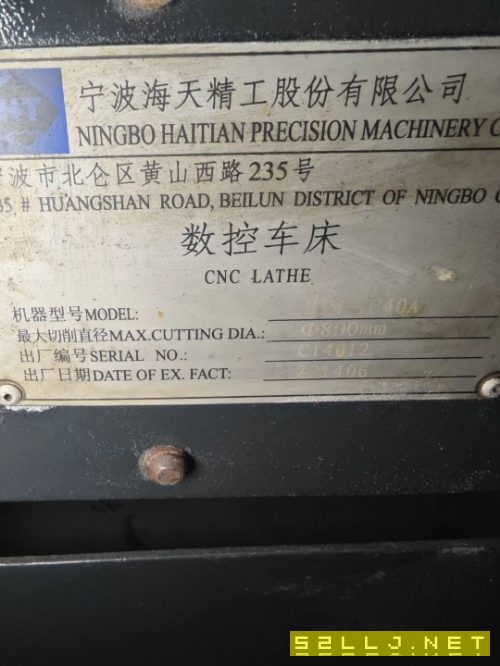 宁波海天精工股份有限公司
NINGBO HAITIAN PRECISION MACHINERY C
宁波市北仑区黄山西路235号
35 # HUANGSHAN ROAD, BEILUN DISTRICT OF NINGBO
数控车床
CNC LATHE
机器型号MODEL:
最大切削直径MAX.CUTTING DIA.: Φ800mm
出厂编号SERIAL NO.: C14012
出厂日期DATE OF EX. FACT: 201406
52LLJ.NET